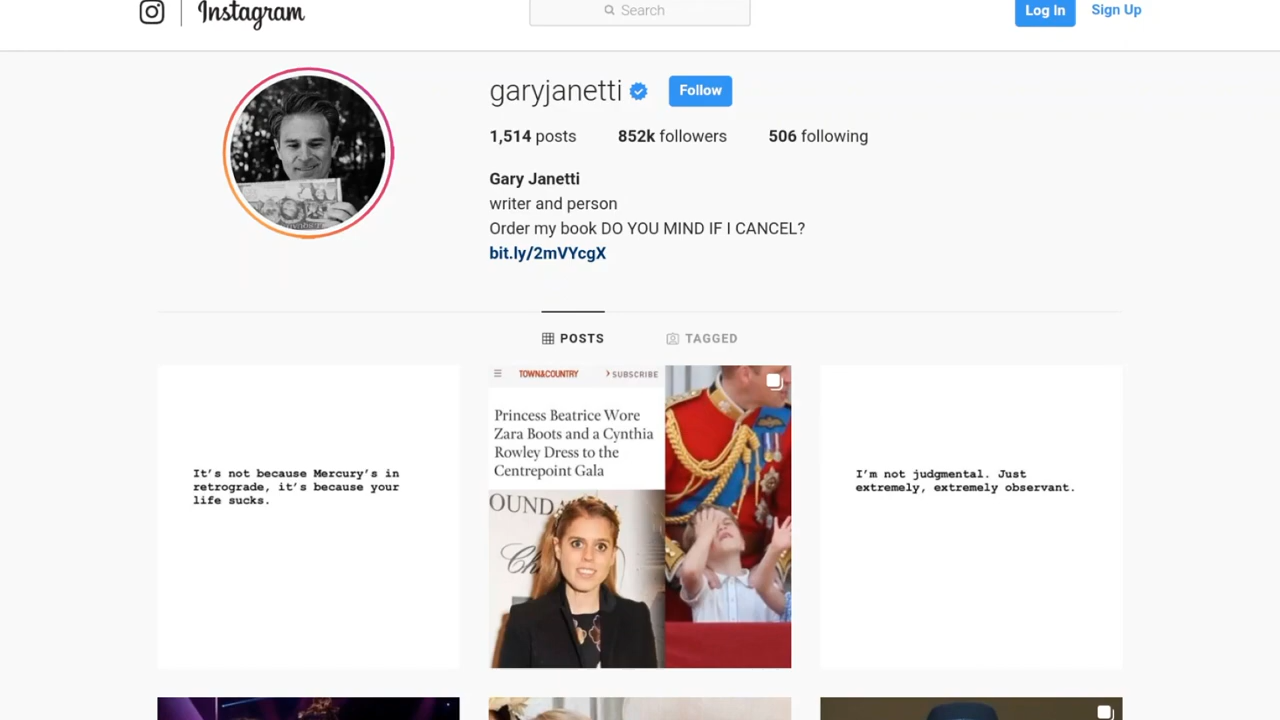 Instagram
Search
Log In
Sign Up
garyjanetti
Follow
1,514 posts 852k followers 506 following
Gary Janetti
writer and person
Order my book DO YOU MIND IF I CANCEL?
bit.ly/2mVYcgX
POSTS
TAGGED
It's not because Mercury's in
retrograde, it's because your
life sucks.
TOWN&COUNTRY
SUBSCRIBE
Princess Beatrice Wore
Zara Boots and a Cynthia
Rowley Dress to the
Centrepoint Gala
OUNDA
Ch
I'm not judgmental. Just
extremely, extremely observant.